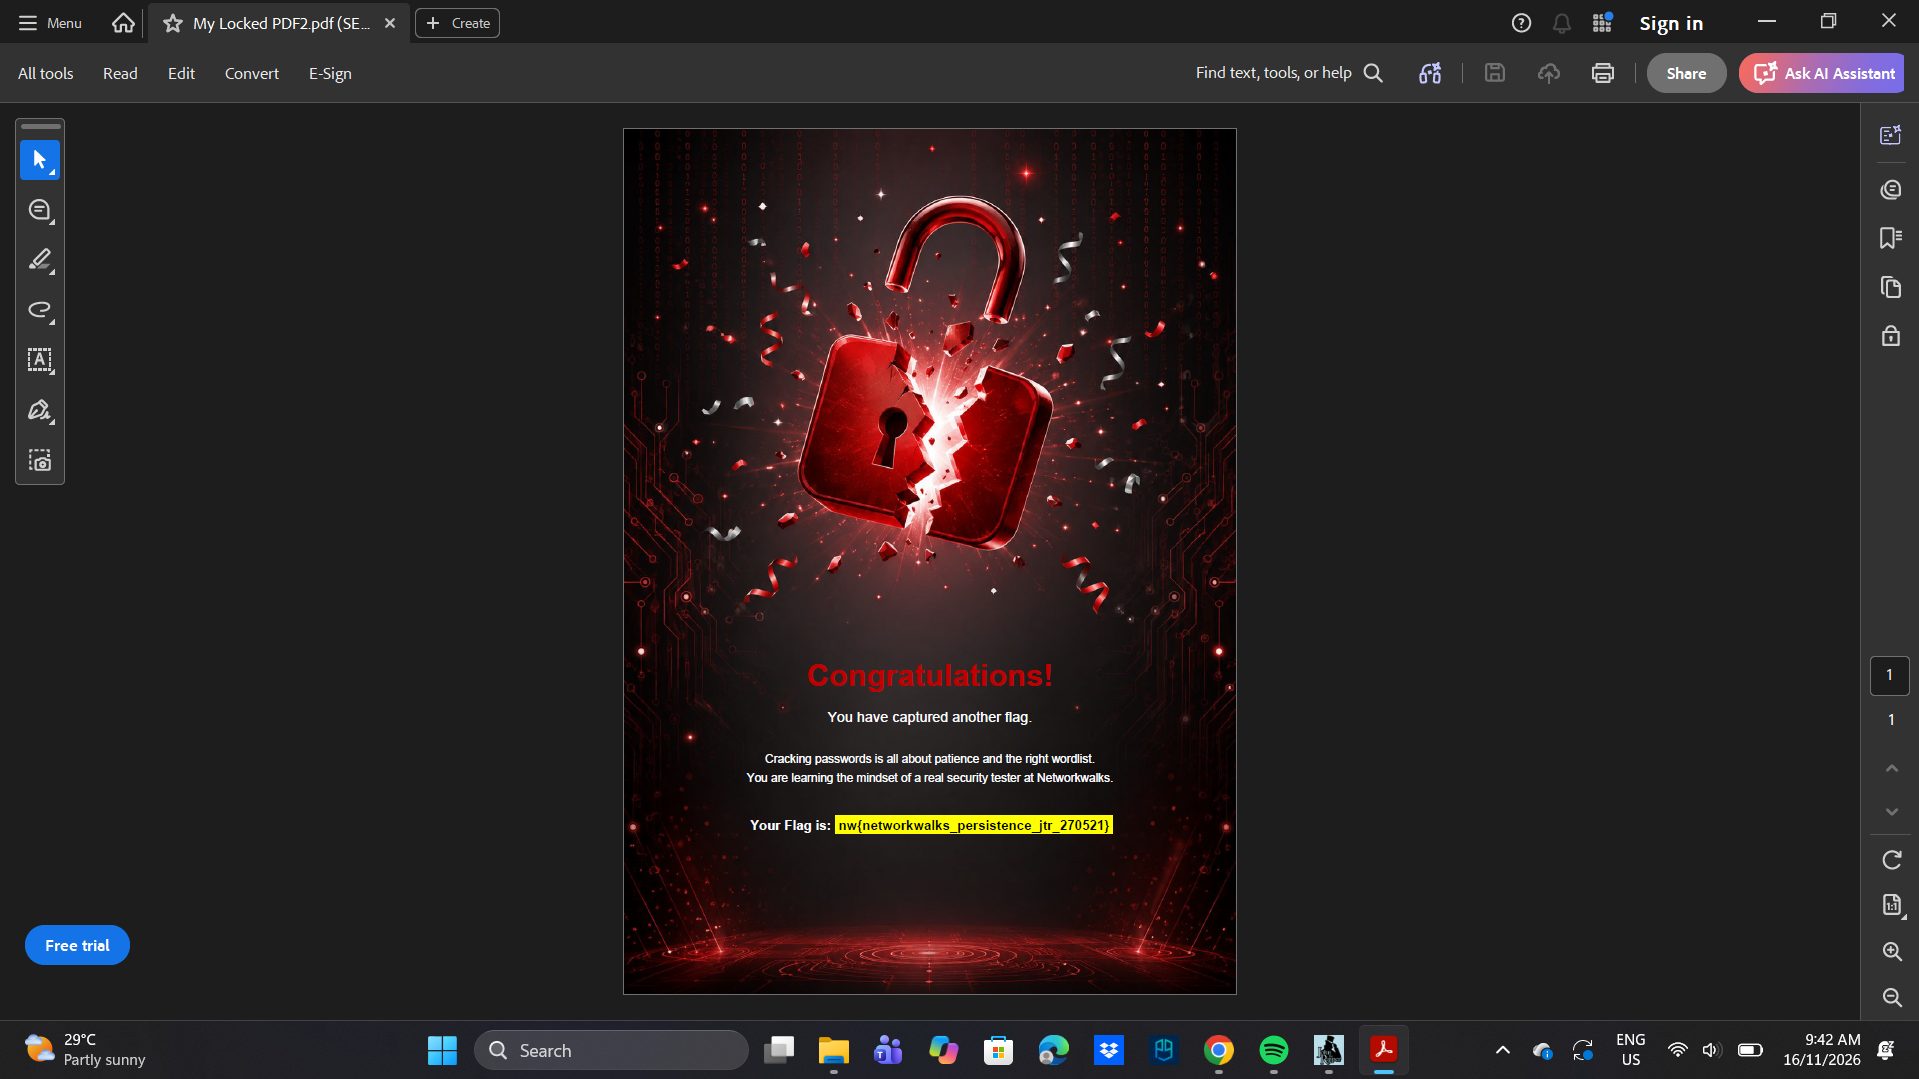 Menu
My Locked PDF2.pdf (SE...
Create
Sign in
All tools
Read
Edit
Convert
E-Sign
Find text, tools, or help
Share
Ask AI Assistant
Congratulations!
You have captured another flag.
Cracking passwords is all about patience and the right wordlist.
You are learning the mindset of a real security tester at Networkwalks.
Your Flag is: nw{networkwalks_persistence_jtr_270521}
1
1
Free trial
29°C
Partly sunny
Search
ENG
US
9:42 AM
16/11/2026